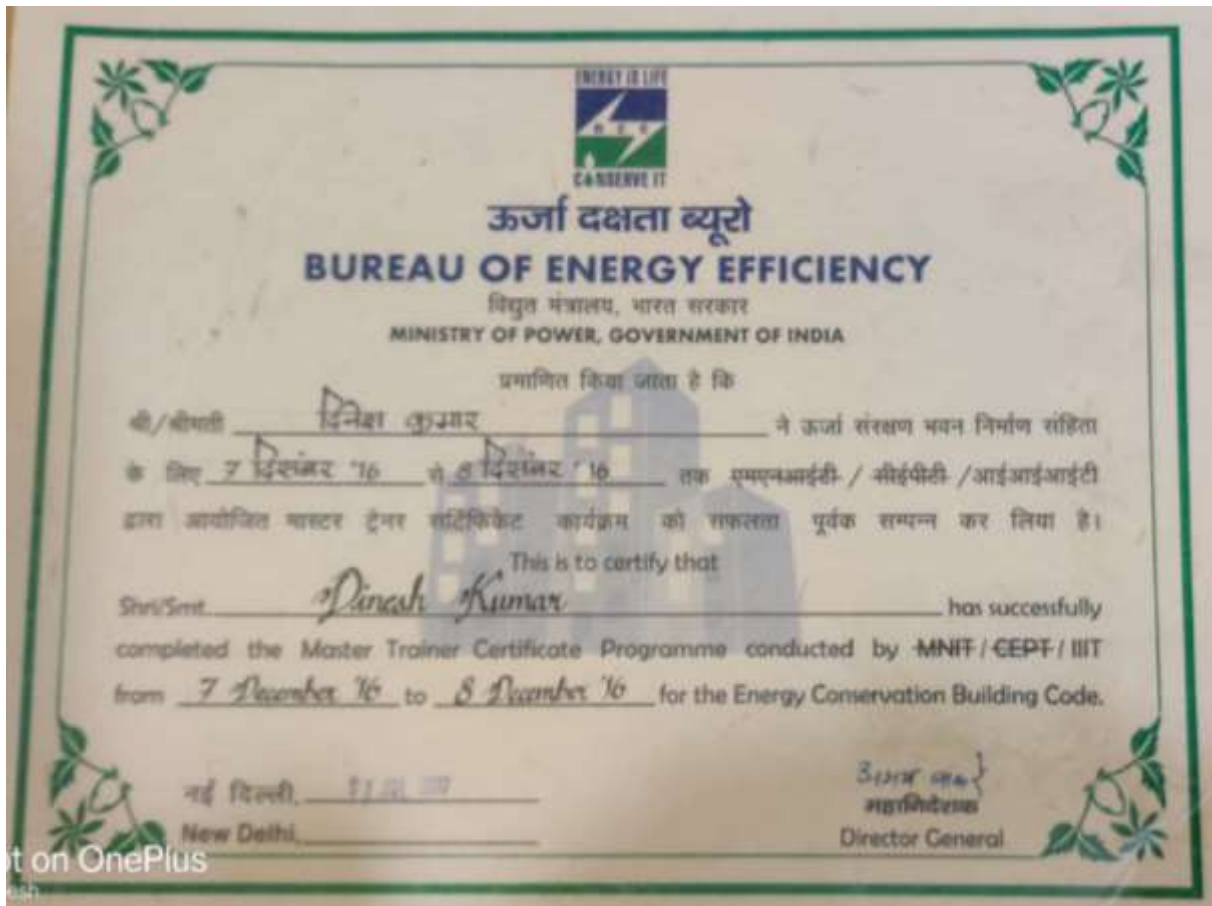 ENERGY IS LIFE
BEE
CONSERVE IT
ऊर्जा दक्षता ब्यूरो
BUREAU OF ENERGY EFFICIENCY
विद्युत मंत्रालय, भारत सरकार
MINISTRY OF POWER, GOVERNMENT OF INDIA
प्रमाणित किया जाता है कि
श्री/श्रीमती दिनेश कुमार ने ऊर्जा संरक्षण भवन निर्माण संहिता
के लिए 7 दिसंबर '16 से 8 दिसंबर '16 तक एमएनआईटी / सीईपीटी /आईआईआईटी
द्वारा आयोजित मास्टर ट्रेनर सर्टिफिकेट कार्यक्रम को सफलता पूर्वक सम्पन्न कर लिया है।
This is to certify that
Shri/Smt. Dinesh Kumar has successfully
completed the Master Trainer Certificate Programme conducted by MNIT / CEPT / IIIT
from 7 December '16 to 8 December '16 for the Energy Conservation Building Code.
नई दिल्ली,
New Delhi,
महानिदेशक
Director General
ot on OnePlus
esh